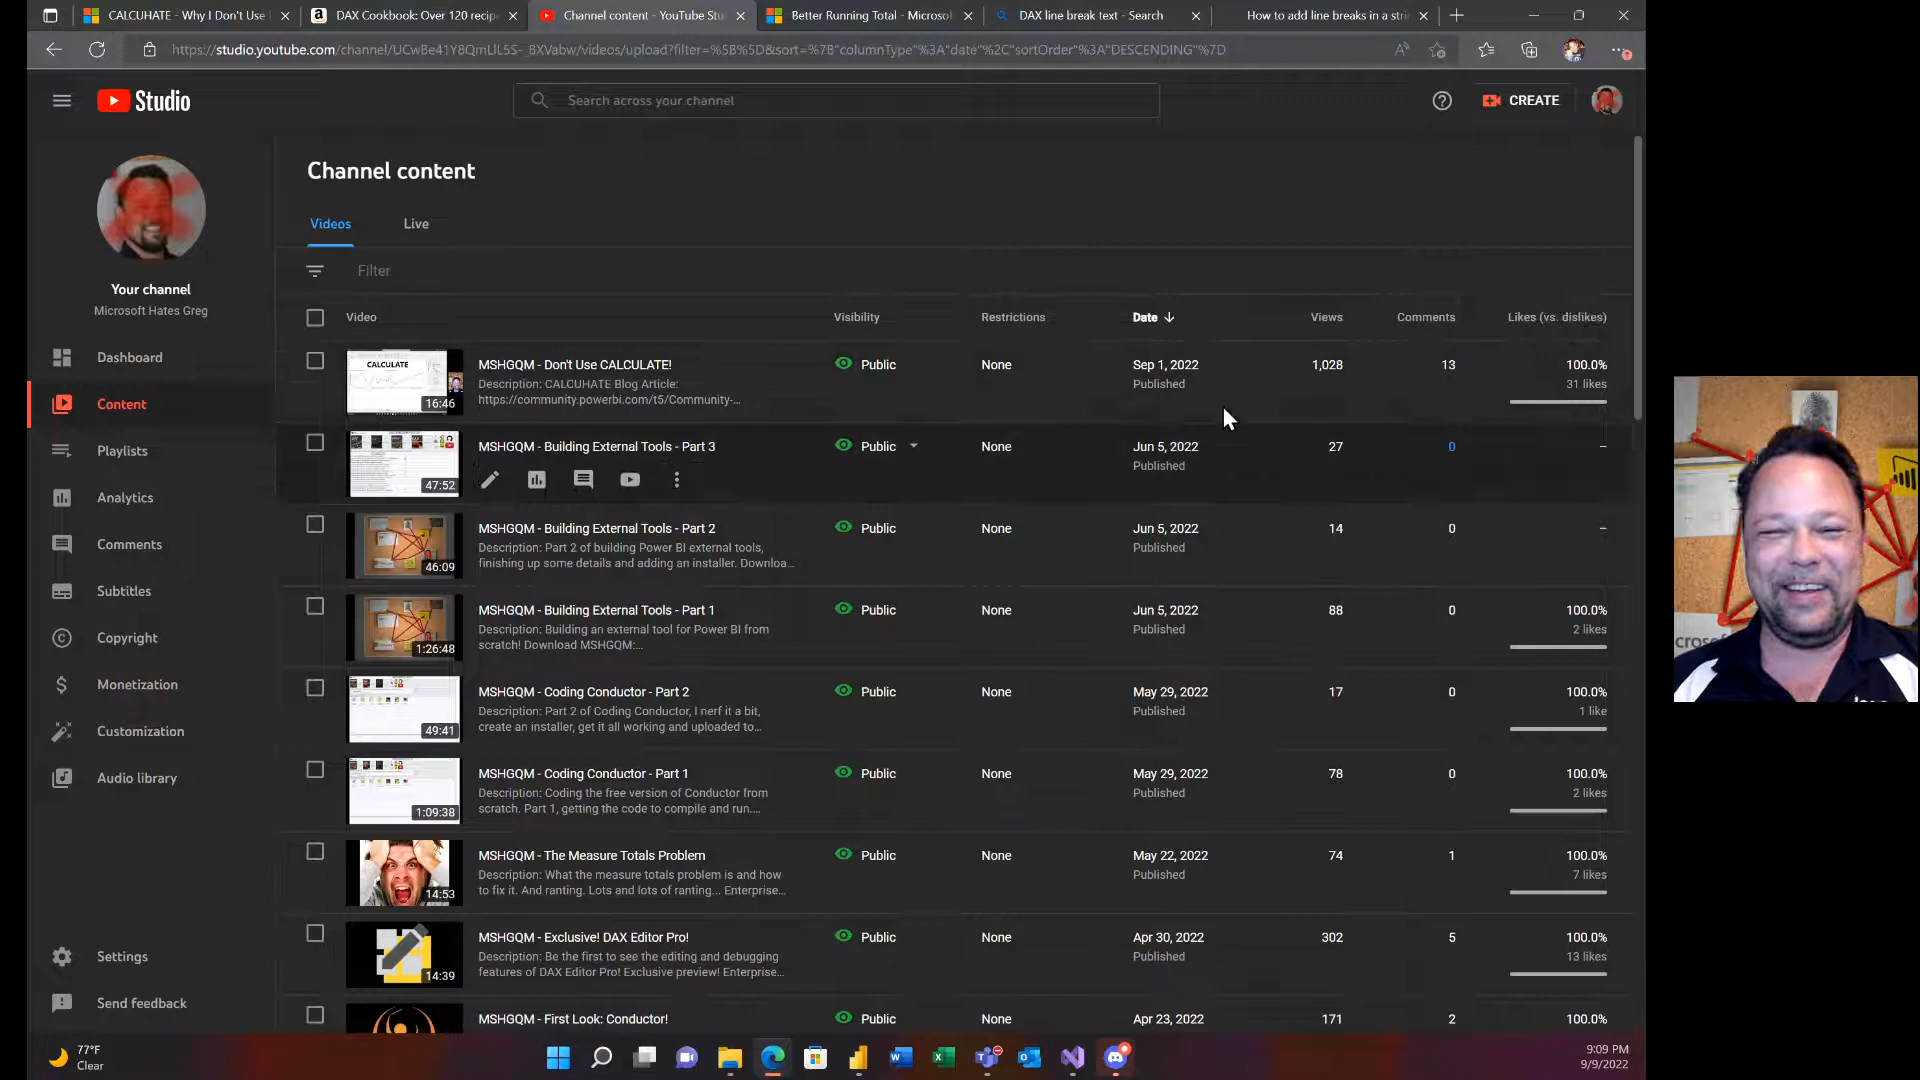 CALCUHATE - Why I Don't Use
DAX Cookbook: Over 120 recipe
Channel content - YouTube Stu
Better Running Total - Microsof
DAX line break text - Search
How to add line breaks in a stri
https://studio.youtube.com/channel/UCwBe41Y8QmLlL5S-_BXVabw/videos/upload?filter=%5B%5D&sort=%7B"columnType"%3A"date"%2C"sortOrder"%3A"DESCENDING"%7D
Studio
Search across your channel
CREATE
Your channel
Microsoft Hates Greg
Dashboard
Content
Playlists
Analytics
Comments
Subtitles
Copyright
Monetization
Customization
Audio library
Settings
Send feedback
Channel content
Videos Live
Filter
Video Visibility Restrictions Date Views Comments Likes (vs. dislikes)
CALCULATE
16:46
MSHGQM - Don't Use CALCULATE! Public None Sep 1, 2022 1,028 13 100.0%
Description: CALCUHATE Blog Article: Published 31 likes
https://community.powerbi.com/t5/Community-...
47:52
MSHGQM - Building External Tools - Part 3 Public None Jun 5, 2022 27 0 –
Published
46:09
MSHGQM - Building External Tools - Part 2 Public None Jun 5, 2022 14 0 –
Description: Part 2 of building Power BI external tools, Published
finishing up some details and adding an installer. Downloa...
1:26:48
MSHGQM - Building External Tools - Part 1 Public None Jun 5, 2022 88 0 100.0%
Description: Building an external tool for Power BI from Published 2 likes
scratch! Download MSHGQM:...
49:41
MSHGQM - Coding Conductor - Part 2 Public None May 29, 2022 17 0 100.0%
Description: Part 2 of Coding Conductor, I nerf it a bit, Published 1 like
create an installer, get it all working and uploaded to...
1:09:38
MSHGQM - Coding Conductor - Part 1 Public None May 29, 2022 78 0 100.0%
Description: Coding the free version of Conductor from Published 2 likes
scratch. Part 1, getting the code to compile and run....
14:53
MSHGQM - The Measure Totals Problem Public None May 22, 2022 74 1 100.0%
Description: What the measure totals problem is and how Published 7 likes
to fix it. And ranting. Lots and lots of ranting... Enterprise...
14:39
MSHGQM - Exclusive! DAX Editor Pro! Public None Apr 30, 2022 302 5 100.0%
Description: Be the first to see the editing and debugging Published 13 likes
features of DAX Editor Pro! Exclusive preview! Enterprise...
MSHGQM - First Look: Conductor! Public None Apr 23, 2022 171 2 100.0%
77°F
Clear
9:09 PM
9/9/2022